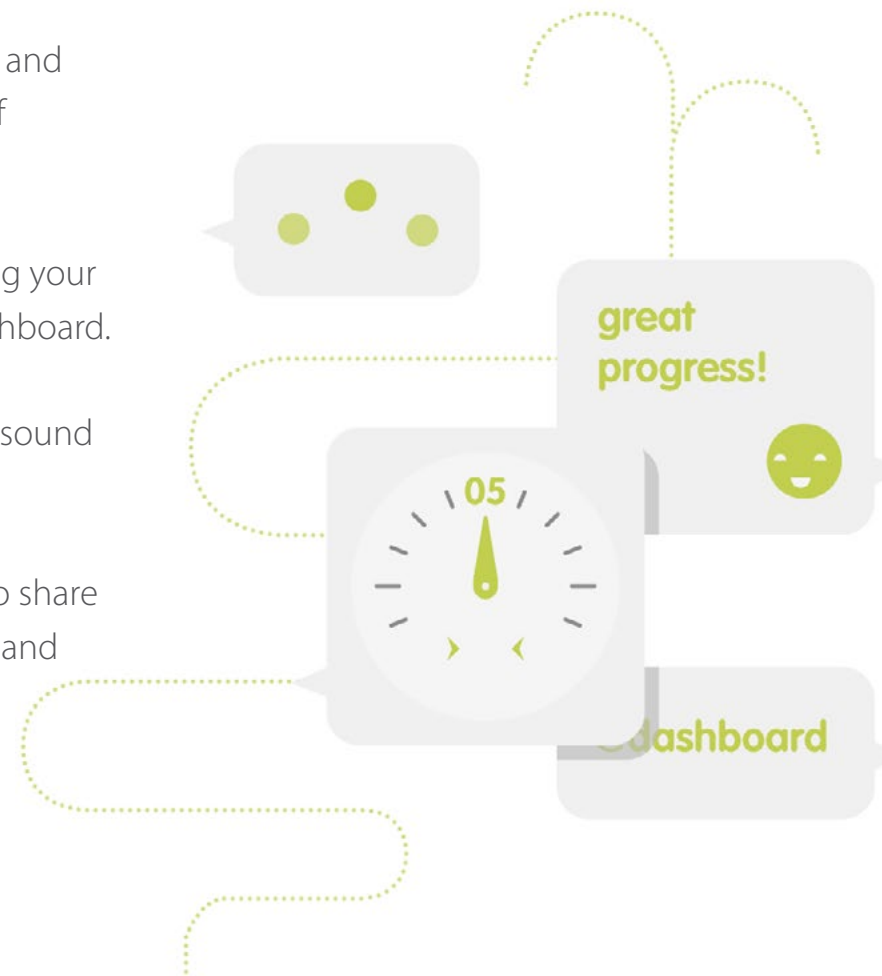 and
f
g your
hboard.
sound
o share
and
great
progress!
05
dashboard